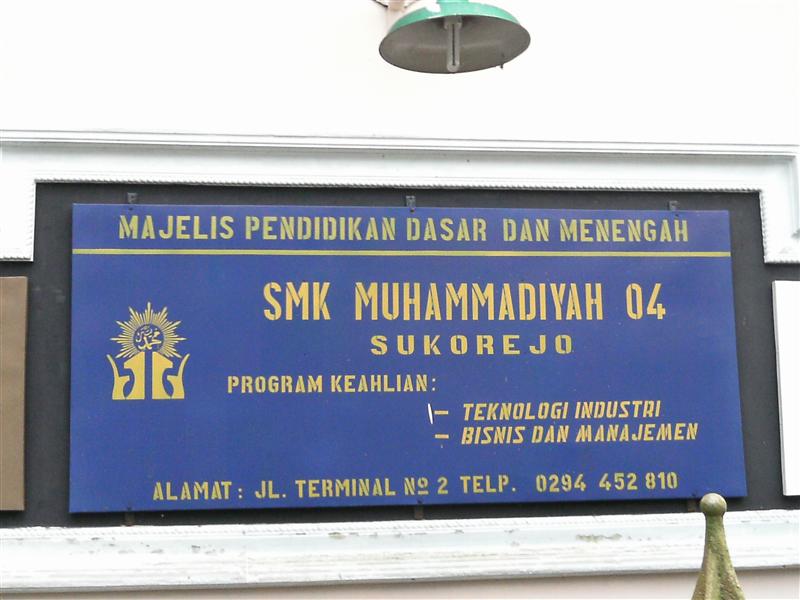 MAJELIS PENDIDIKAN DASAR DAN MENENGAH
SMK MUHAMMADIYAH 04
SUKOREJO
PROGRAM KEAHLIAN:
- TEKNOLOGI INDUSTRI
- BISNIS DAN MANAJEMEN
ALAMAT: JL. TERMINAL Nº 2 TELP. 0294 452 810